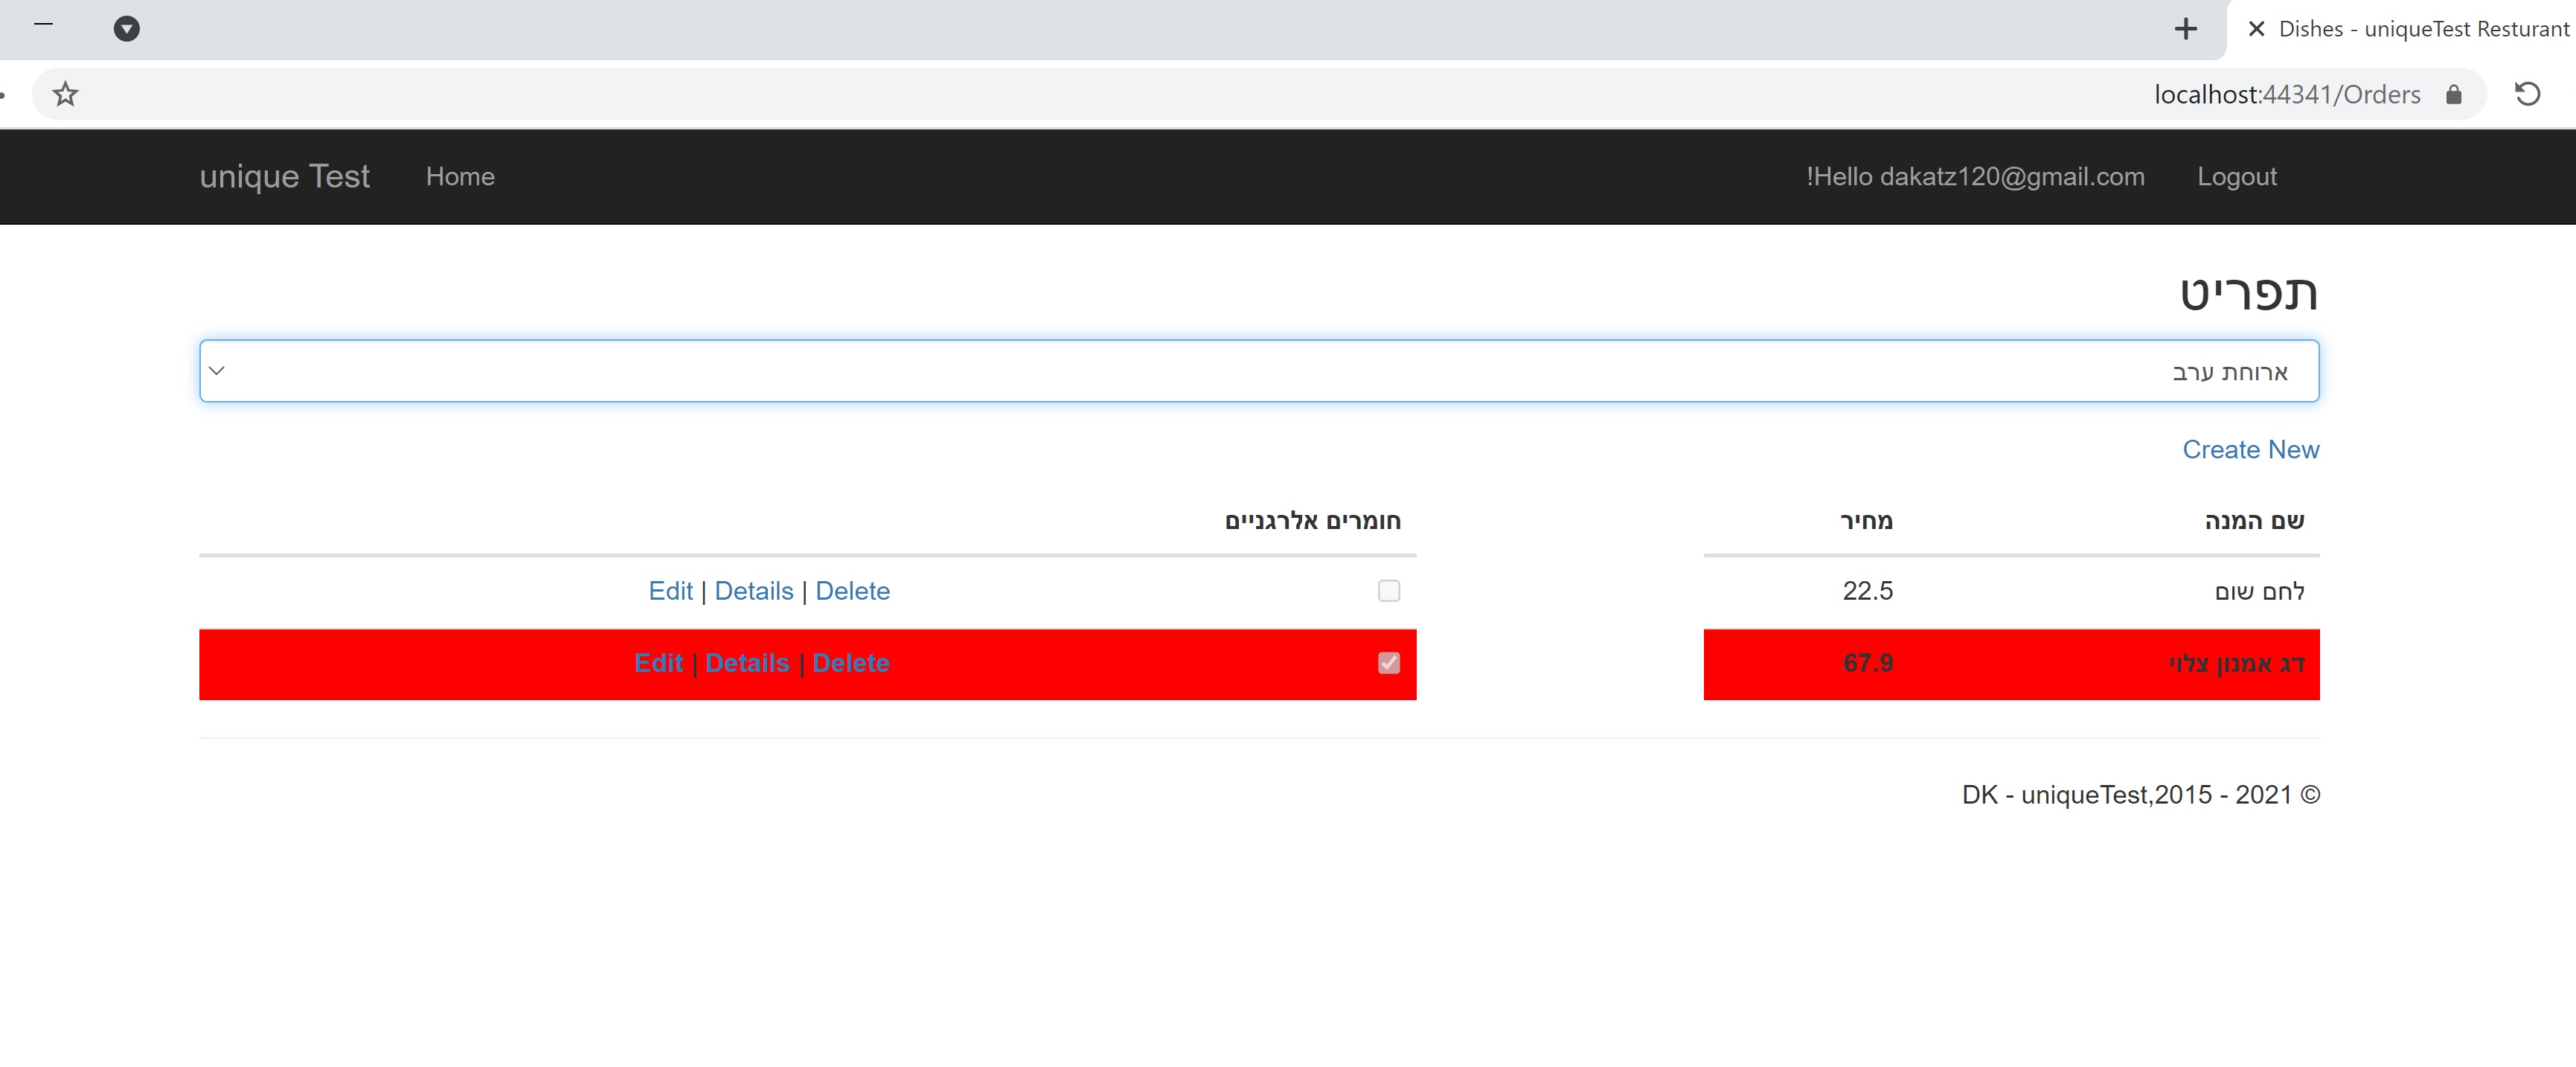 Dishes - uniqueTest Resturant
localhost:44341/Orders
unique Test Home !Hello dakatz120@gmail.com Logout
תפריט
ארוחת ערב
Create New
שם המנה מחיר חומרים אלרגניים
לחם שום 22.5 Edit | Details | Delete
דג אמנון צלוי 67.9 Edit | Details | Delete
DK - uniqueTest,2015 - 2021 ©